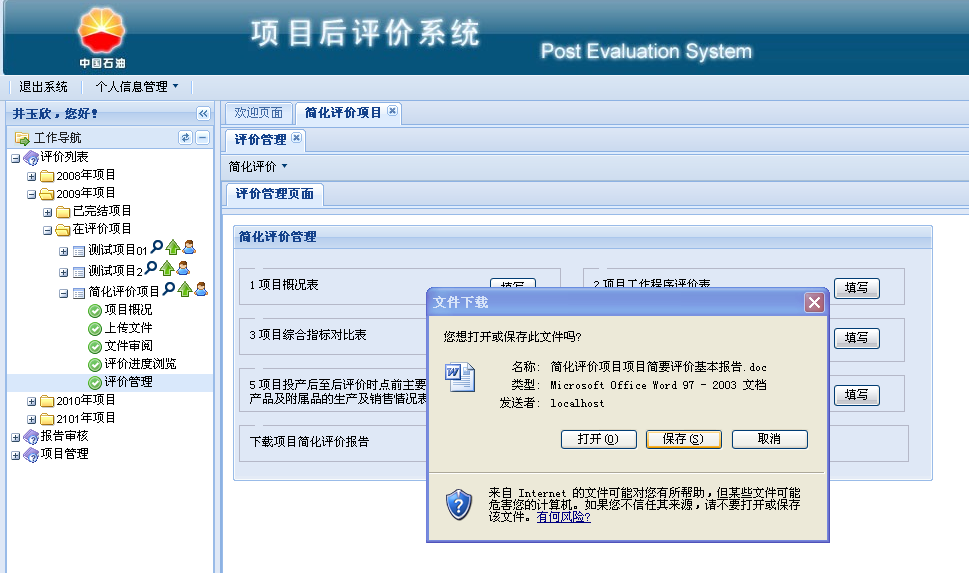 中国石油
项目后评价系统
Post Evaluation System
退出系统 个人信息管理
井玉欣，您好！
工作导航
评价列表
2008年项目
2009年项目
已完结项目
在评价项目
测试项目01
测试项目2
简化评价项目
项目概况
上传文件
文件审阅
评价进度浏览
评价管理
2010年项目
2101年项目
报告审核
项目管理
欢迎页面 简化评价项目
评价管理
简化评价
评价管理页面
简化评价管理
1 项目概况表 填写
2 项目工作程序评价表 填写
3 项目综合指标对比表
填写
5 项目投产后至后评价时点前主要
产品及附属品的生产及销售情况表
填写
下载项目简化评价报告
文件下载
您想打开或保存此文件吗?
名称: 简化评价项目项目简要评价基本报告.doc
类型: Microsoft Office Word 97 - 2003 文档
发送者: localhost
打开(O) 保存(S) 取消
来自 Internet 的文件可能对您有所帮助，但某些文件可能
危害您的计算机。如果您不信任其来源，请不要打开或保存
该文件。有何风险?